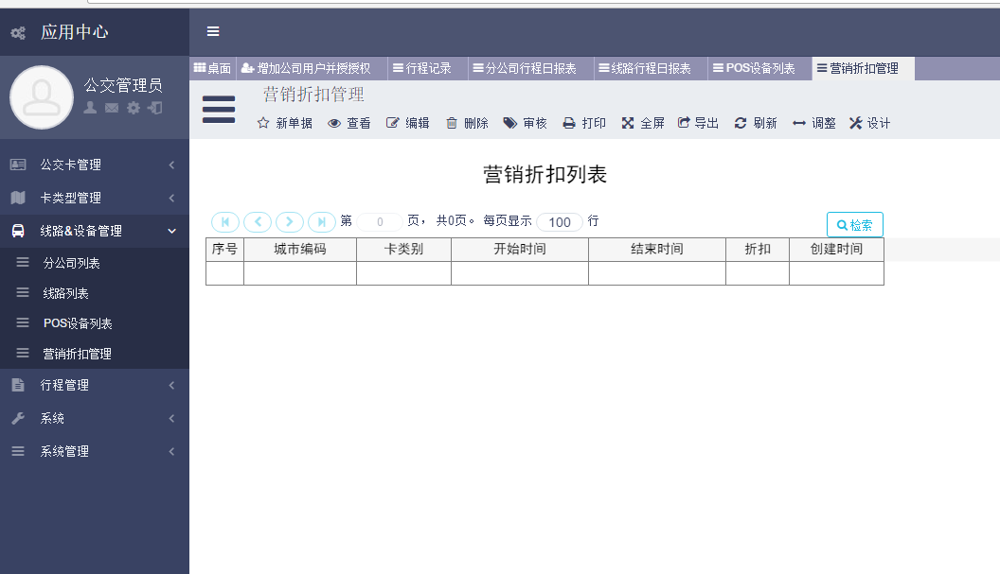 应用中心
公交管理员
公交卡管理
卡类型管理
线路&设备管理
分公司列表
线路列表
POS设备列表
营销折扣管理
行程管理
系统
系统管理
桌面 增加公司用户并授授权 行程记录 分公司行程日报表 线路行程日报表 POS设备列表 营销折扣管理
营销折扣管理
新单据 查看 编辑 删除 审核 打印 全屏 导出 刷新 调整 设计
营销折扣列表
第 0 页， 共0页。 每页显示 100 行 检索
序号 城市编码 卡类别 开始时间 结束时间 折扣 创建时间